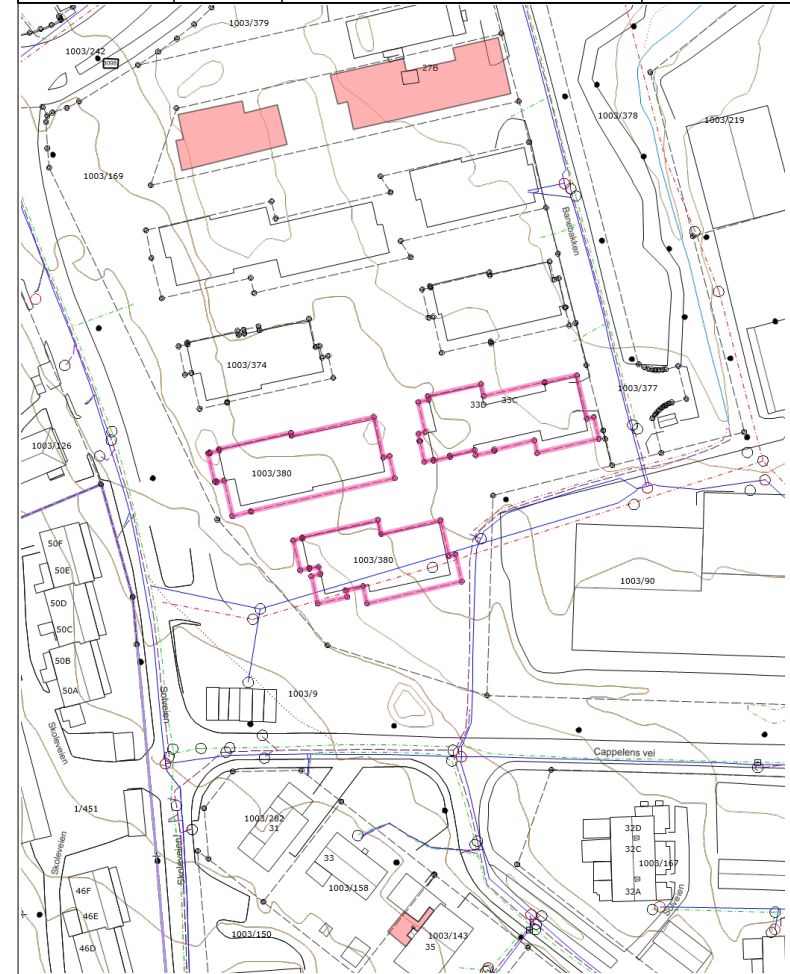 1003/379
1003/242
27B
1003/378
1003/219
1003/169
Banebakken
1003/374
1003/377
33D
33C
1003/126
1003/380
50F
50E
1003/380
1003/90
50D
50C
50B
50A
Solveien
1003/9
Skoleveien
Cappelens vei
1/451
1003/282
31
32D
32C
1003/167
Skoleveien
Skoleveien
33
1003/158
32A
Solveien
46F
46E
46D
1003/150
1003/143
35